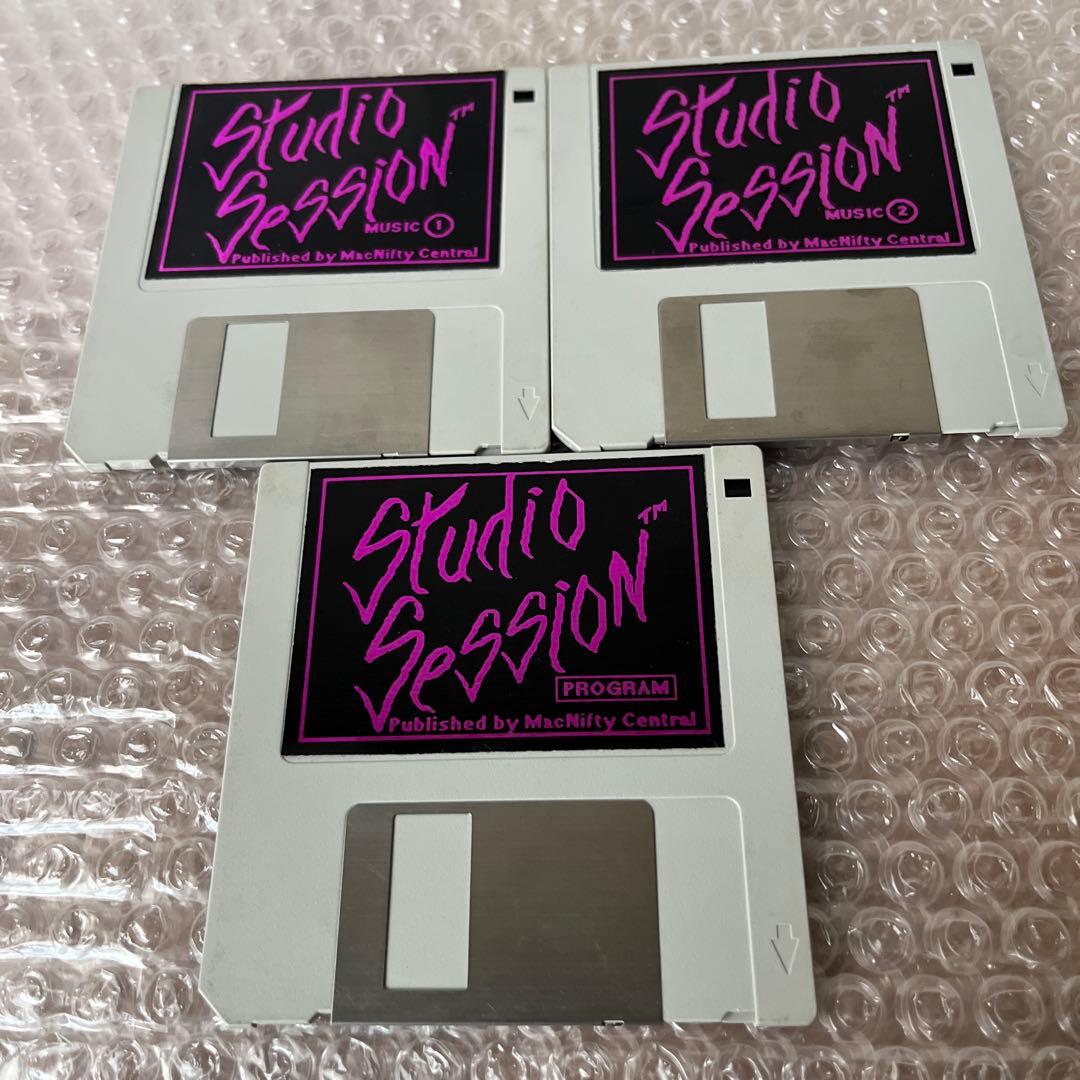 Studio
Session™
MUSIC ①
Published by MacNifty Central
Studio
Session™
MUSIC ②
Published by MacNifty Central
Studio
Session™
PROGRAM
Published by MacNifty Central